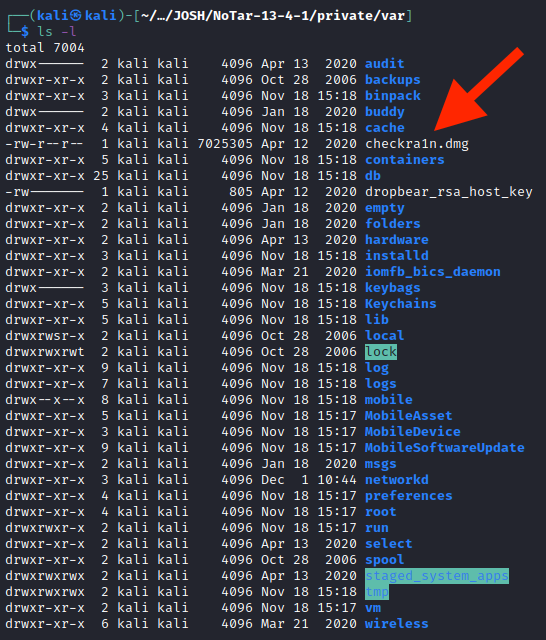 ┌──(kali㉿kali)-[~/…/JOSH/NoTar-13-4-1/private/var]
└─$ ls -l
total 7004
drwx------  2 kali kali    4096 Apr 13  2020 audit
drwxr-xr-x  2 kali kali    4096 Oct 28  2006 backups
drwxr-xr-x  3 kali kali    4096 Nov 18 15:18 binpack
drwx------  2 kali kali    4096 Jan 18  2020 buddy
drwxr-xr-x  4 kali kali    4096 Nov 18 15:18 cache
-rw-r--r--  1 kali kali 7025305 Apr 12  2020 checkra1n.dmg
drwxr-xr-x  5 kali kali    4096 Nov 18 15:18 containers
drwxr-xr-x 25 kali kali    4096 Nov 18 15:18 db
-rw-------  1 kali kali     805 Apr 12  2020 dropbear_rsa_host_key
drwxr-xr-x  2 kali kali    4096 Jan 18  2020 empty
drwxr-xr-x  2 kali kali    4096 Jan 18  2020 folders
drwxr-xr-x  2 kali kali    4096 Apr 13  2020 hardware
drwxr-xr-x  3 kali kali    4096 Nov 18 15:18 installd
drwxr-xr-x  2 kali kali    4096 Mar 21  2020 iomfb_bics_daemon
drwx------  3 kali kali    4096 Nov 18 15:18 keybags
drwxr-xr-x  5 kali kali    4096 Nov 18 15:18 Keychains
drwxr-xr-x  5 kali kali    4096 Nov 18 15:18 lib
drwxrwsr-x  2 kali kali    4096 Oct 28  2006 local
drwxrwxrwt  2 kali kali    4096 Oct 28  2006 lock
drwxr-xr-x  9 kali kali    4096 Nov 18 15:18 log
drwxr-xr-x  7 kali kali    4096 Nov 18 15:18 logs
drwx--x--x  8 kali kali    4096 Nov 18 15:18 mobile
drwxr-xr-x  5 kali kali    4096 Nov 18 15:17 MobileAsset
drwxr-xr-x  3 kali kali    4096 Nov 18 15:17 MobileDevice
drwxr-xr-x  9 kali kali    4096 Nov 18 15:17 MobileSoftwareUpdate
drwxr-xr-x  2 kali kali    4096 Jan 18  2020 msgs
drwxr-xr-x  3 kali kali    4096 Dec  1 10:44 networkd
drwxr-xr-x  4 kali kali    4096 Nov 18 15:17 preferences
drwxr-xr-x  4 kali kali    4096 Nov 18 15:17 root
drwxrwxr-x  2 kali kali    4096 Nov 18 15:17 run
drwxr-xr-x  2 kali kali    4096 Apr 13  2020 select
drwxr-xr-x  2 kali kali    4096 Oct 28  2006 spool
drwxrwxrwx  2 kali kali    4096 Apr 13  2020 staged_system_apps
drwxrwxrwx  2 kali kali    4096 Nov 18 15:18 tmp
drwxr-xr-x  2 kali kali    4096 Nov 18 15:17 vm
drwxr-xr-x  6 kali kali    4096 Mar 21  2020 wireless